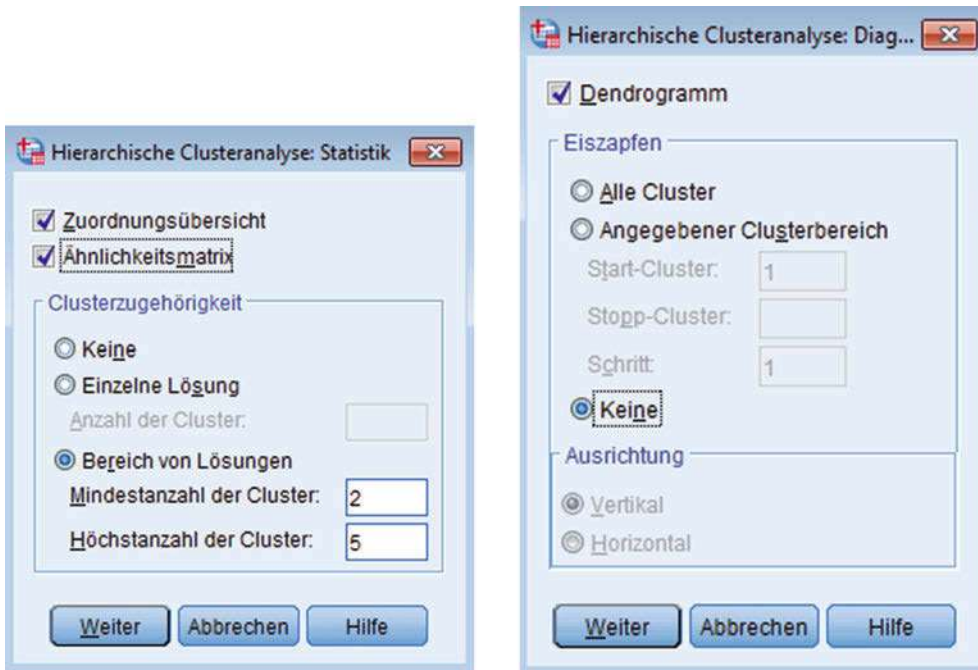 Hierarchische Clusteranalyse: Statistik
Zuordnungsübersicht
Ähnlichkeitsmatrix
Clusterzugehörigkeit
Keine
Einzelne Lösung
Anzahl der Cluster:
Bereich von Lösungen
Mindestanzahl der Cluster: 2
Höchstanzahl der Cluster: 5
Weiter Abbrechen Hilfe
Hierarchische Clusteranalyse: Diag...
Dendrogramm
Eiszapfen
Alle Cluster
Angegebener Clusterbereich
Start-Cluster: 1
Stopp-Cluster:
Schritt: 1
Keine
Ausrichtung
Vertikal
Horizontal
Weiter Abbrechen Hilfe